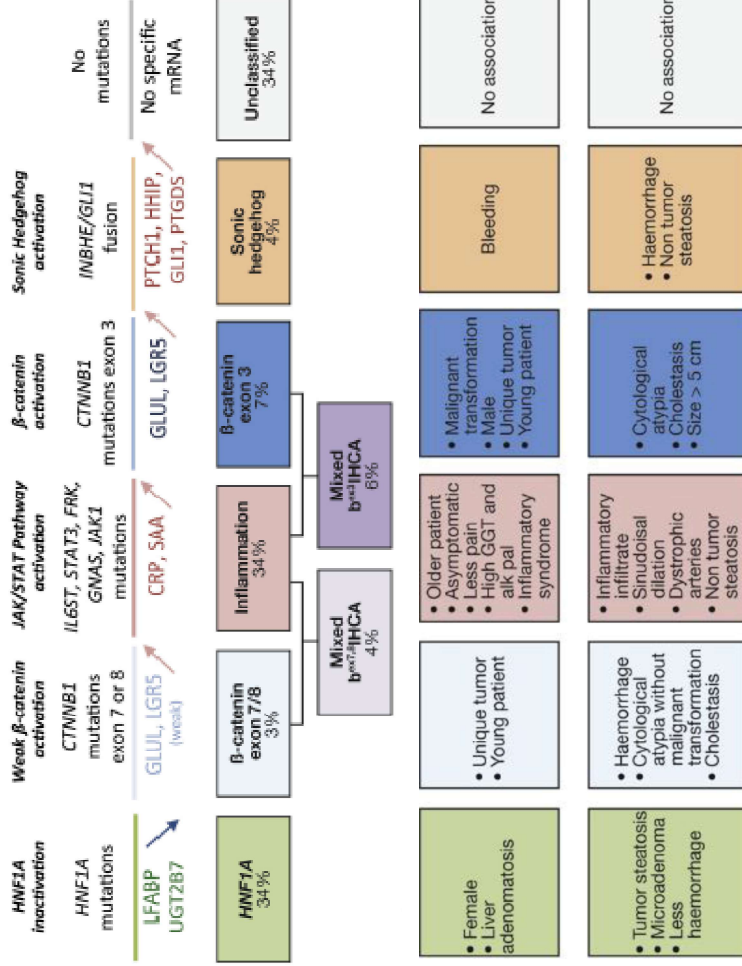 HNF1A
inactivation
Weak β-catenin
activation
JAK/STAT Pathway
activation
β-catenin
activation
Sonic Hedgehog
activation
HNF1A
mutations
CTNNB1
mutations
exon 7 or 8
IL6ST, STAT3, FRK,
GNAS, JAK1
mutations
CTNNB1
mutations exon 3
INBHE/GLI1
fusion
No
mutations
LFABP
UGT2B7
GLUL, LGR5
(weak)
CRP, SAA
GLUL, LGR5
PTCH1, HHIP,
GLI1, PTGDS
No specific
mRNA
HNF1A
34%
ß-catenin
exon 7/8
3%
Inflammation
34%
ß-catenin
exon 3
7%
Sonic
hedgehog
4%
Unclassified
34%
Mixed
bex7,8IHCA
4%
Mixed
bex3IHCA
6%
• Female
• Liver
adenomatosis
• Unique tumor
• Young patient
• Older patient
• Asymptomatic
• Less pain
• High GGT and
alk pal
• Inflammatory
syndrome
• Malignant
transformation
• Male
• Unique tumor
• Young patient
Bleeding
No association
• Tumor steatosis
• Microadenoma
• Less
haemorrhage
• Haemorrhage
• Cytological
atypia without
malignant
transformation
• Cholestasis
• Inflammatory
infiltrate
• Sinudoisal
dilation
• Dystrophic
arteries
• Non tumor
steatosis
• Cytological
atypia
• Cholestasis
• Size > 5 cm
• Haemorrhage
• Non tumor
steatosis
No association